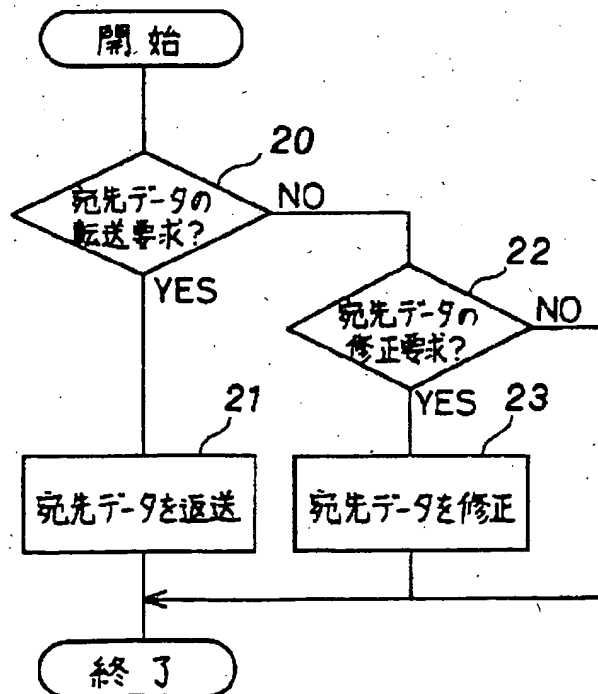 開始
20
宛先データの
転送要求?
NO
YES
22
宛先データの
修正要求?
NO
YES
21
宛先データを返送
23
宛先データを修正
終了